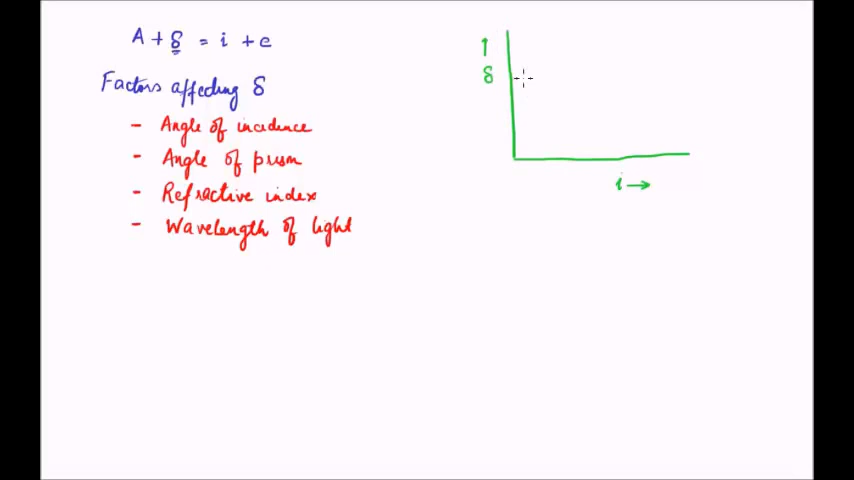 A + δ = i + e
Factors affecting δ
- Angle of incidence
- Angle of prism
- Refractive index
- Wavelength of light
↑
δ
i →